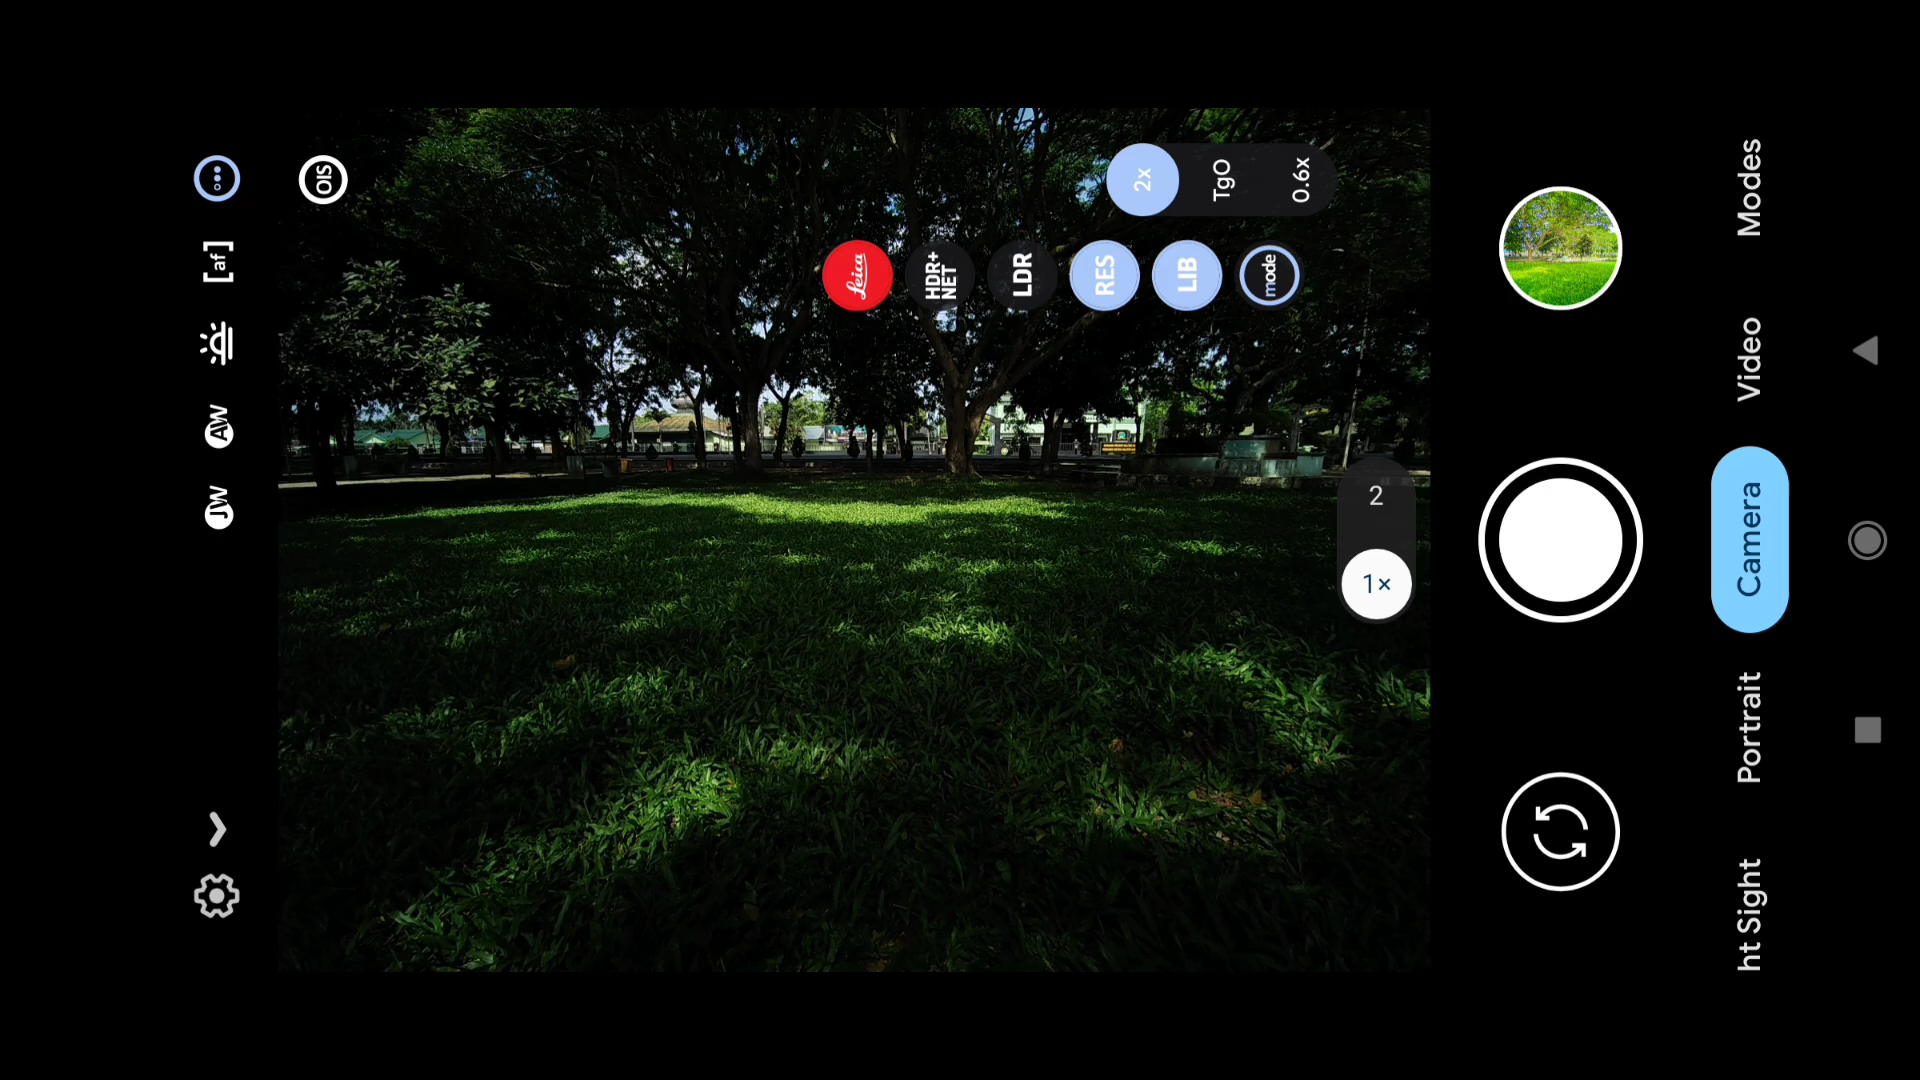 OIS
[af]
AW
JW
2x
TgO
0.6x
Leica
HDR+
NET
LDR
RES
LIB
mode
2
1×
Modes
Video
Camera
Portrait
ht Sight